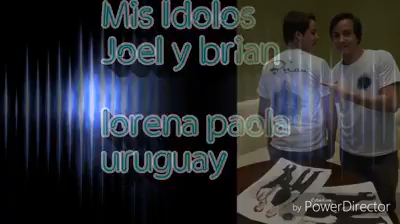 Mis Idolos
Joel y brian
lorena paola
uruguay
by PowerDirector